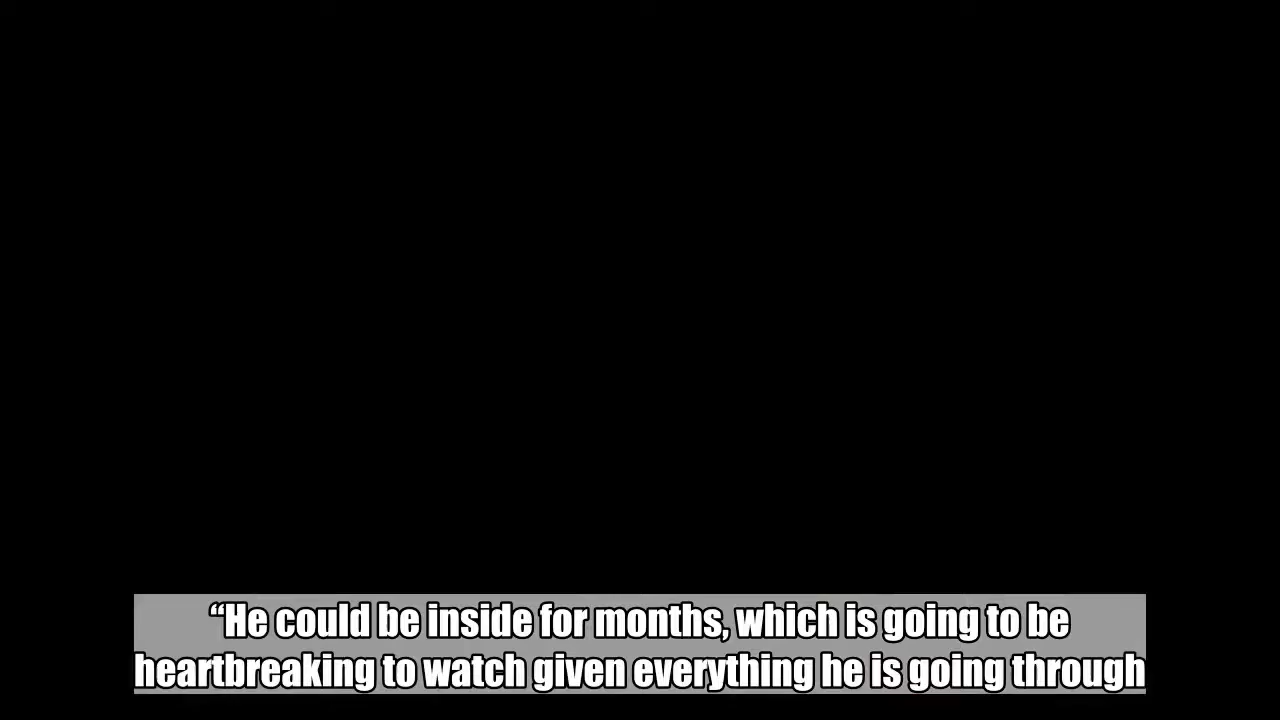 “He could be inside for months, which is going to be
heartbreaking to watch given everything he is going through